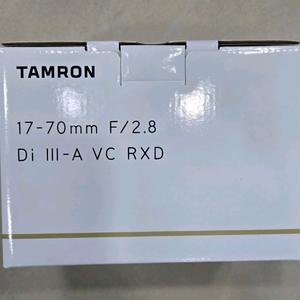 TAMRON
17-70mm F/2.8
Di III-A VC RXD